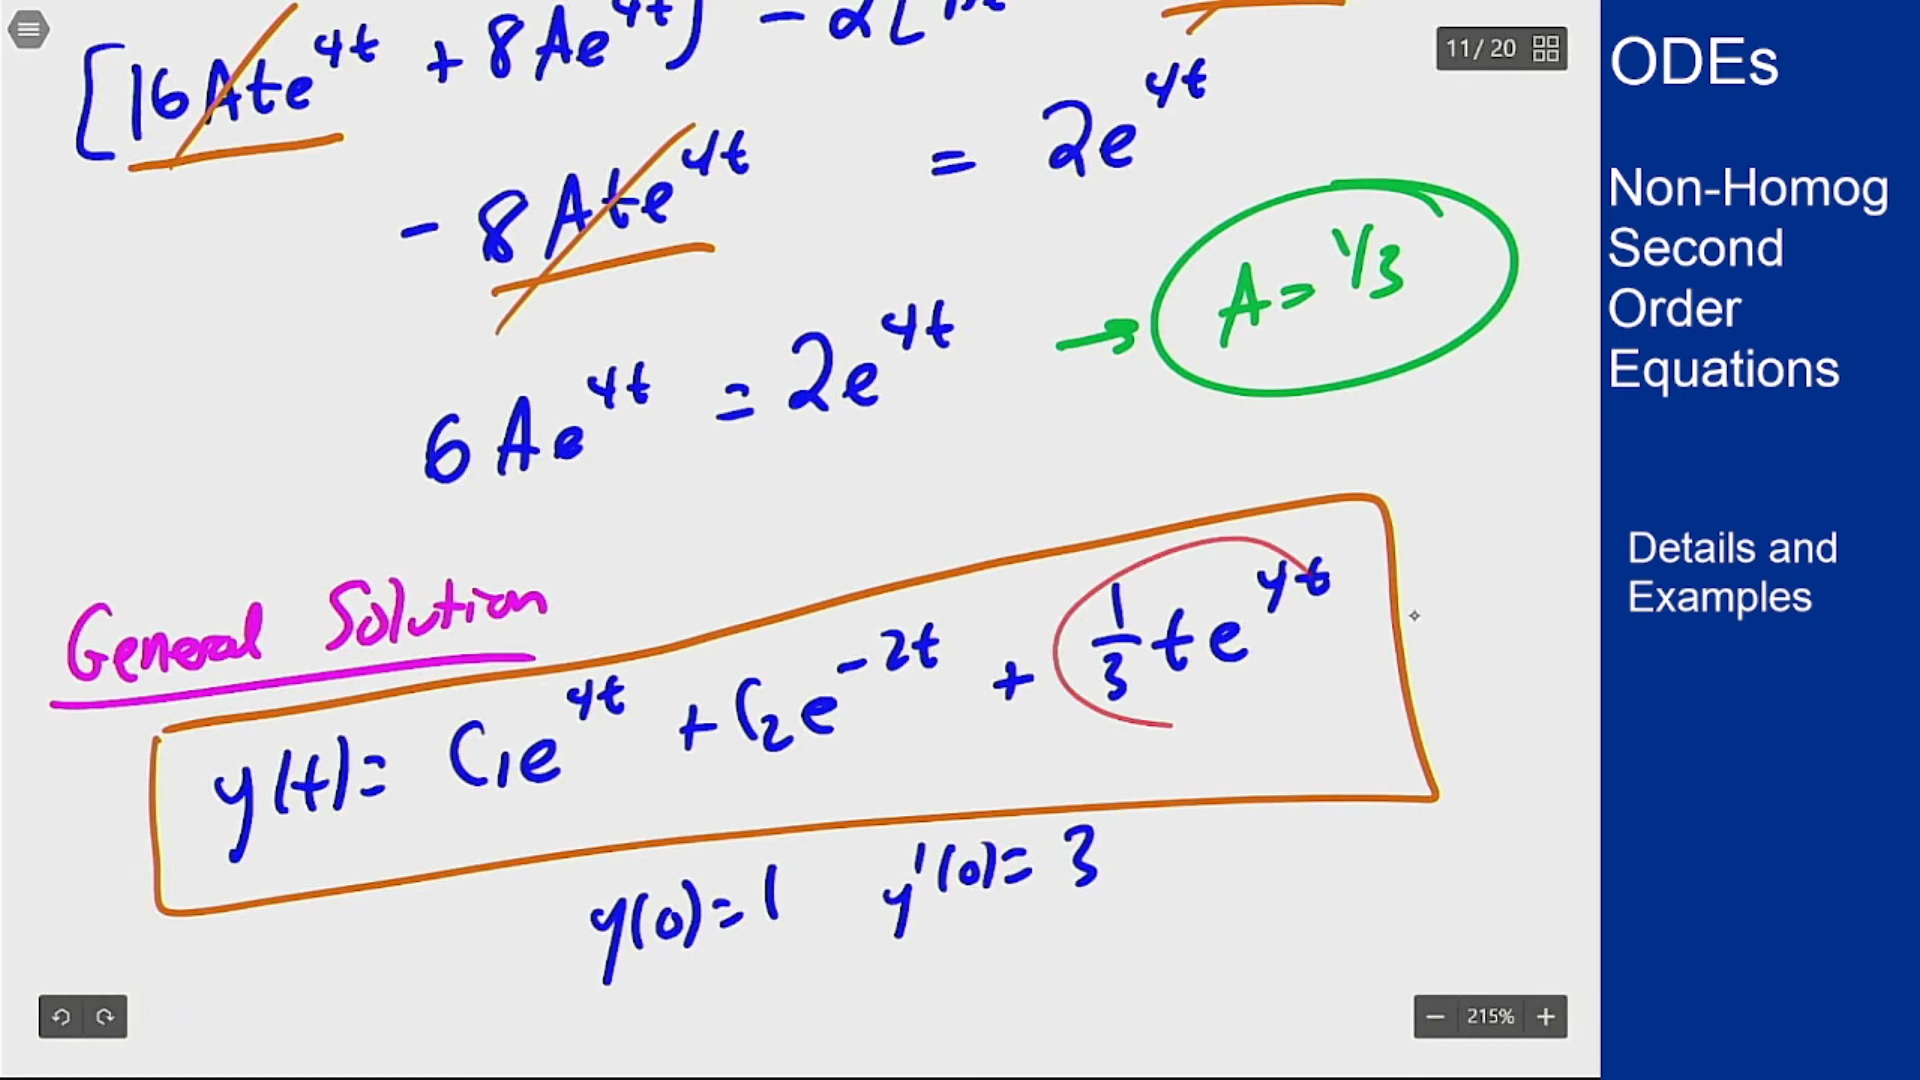 [16Ate^4t + 8Ae^4t] - 2[
- 8Ate^4t = 2e^4t
→ A = 1/3
6Ae^4t = 2e^4t
General Solution
y(t) = C₁e^4t + C₂e^-2t + 1/3 te^4t
y(0)=1 y'(0)=3
11 / 20
215%
ODEs
Non-Homog
Second
Order
Equations
Details and
Examples